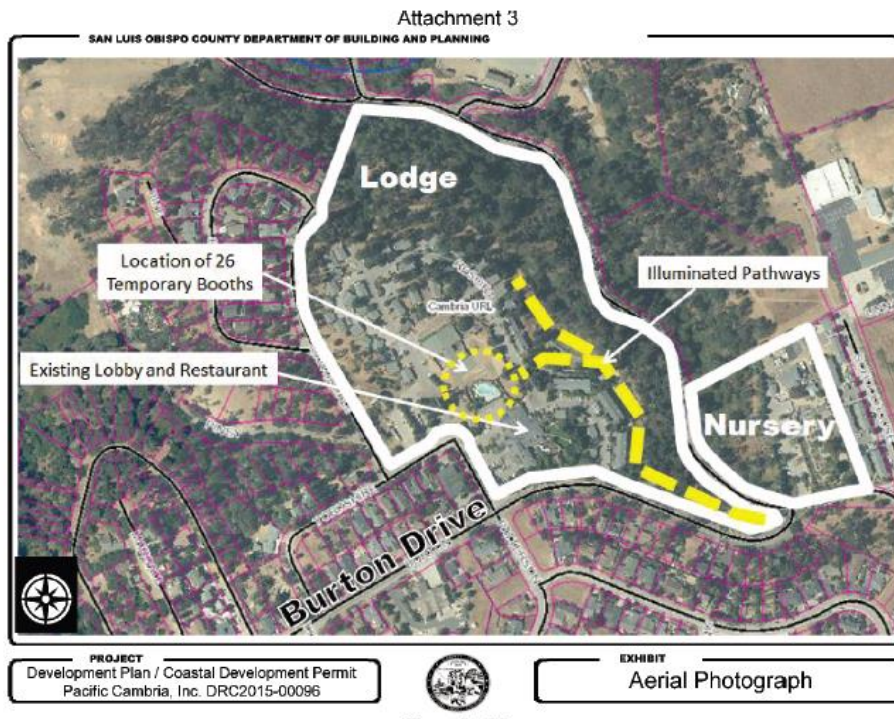 Attachment 3
SAN LUIS OBISPO COUNTY DEPARTMENT OF BUILDING AND PLANNING
Lodge
Location of 26
Temporary Booths
Illuminated Pathways
Cambria URL
Existing Lobby and Restaurant
Nursery
Burton Drive
PROJECT
Development Plan / Coastal Development Permit
Pacific Cambria, Inc. DRC2015-00096
EXHIBIT
Aerial Photograph